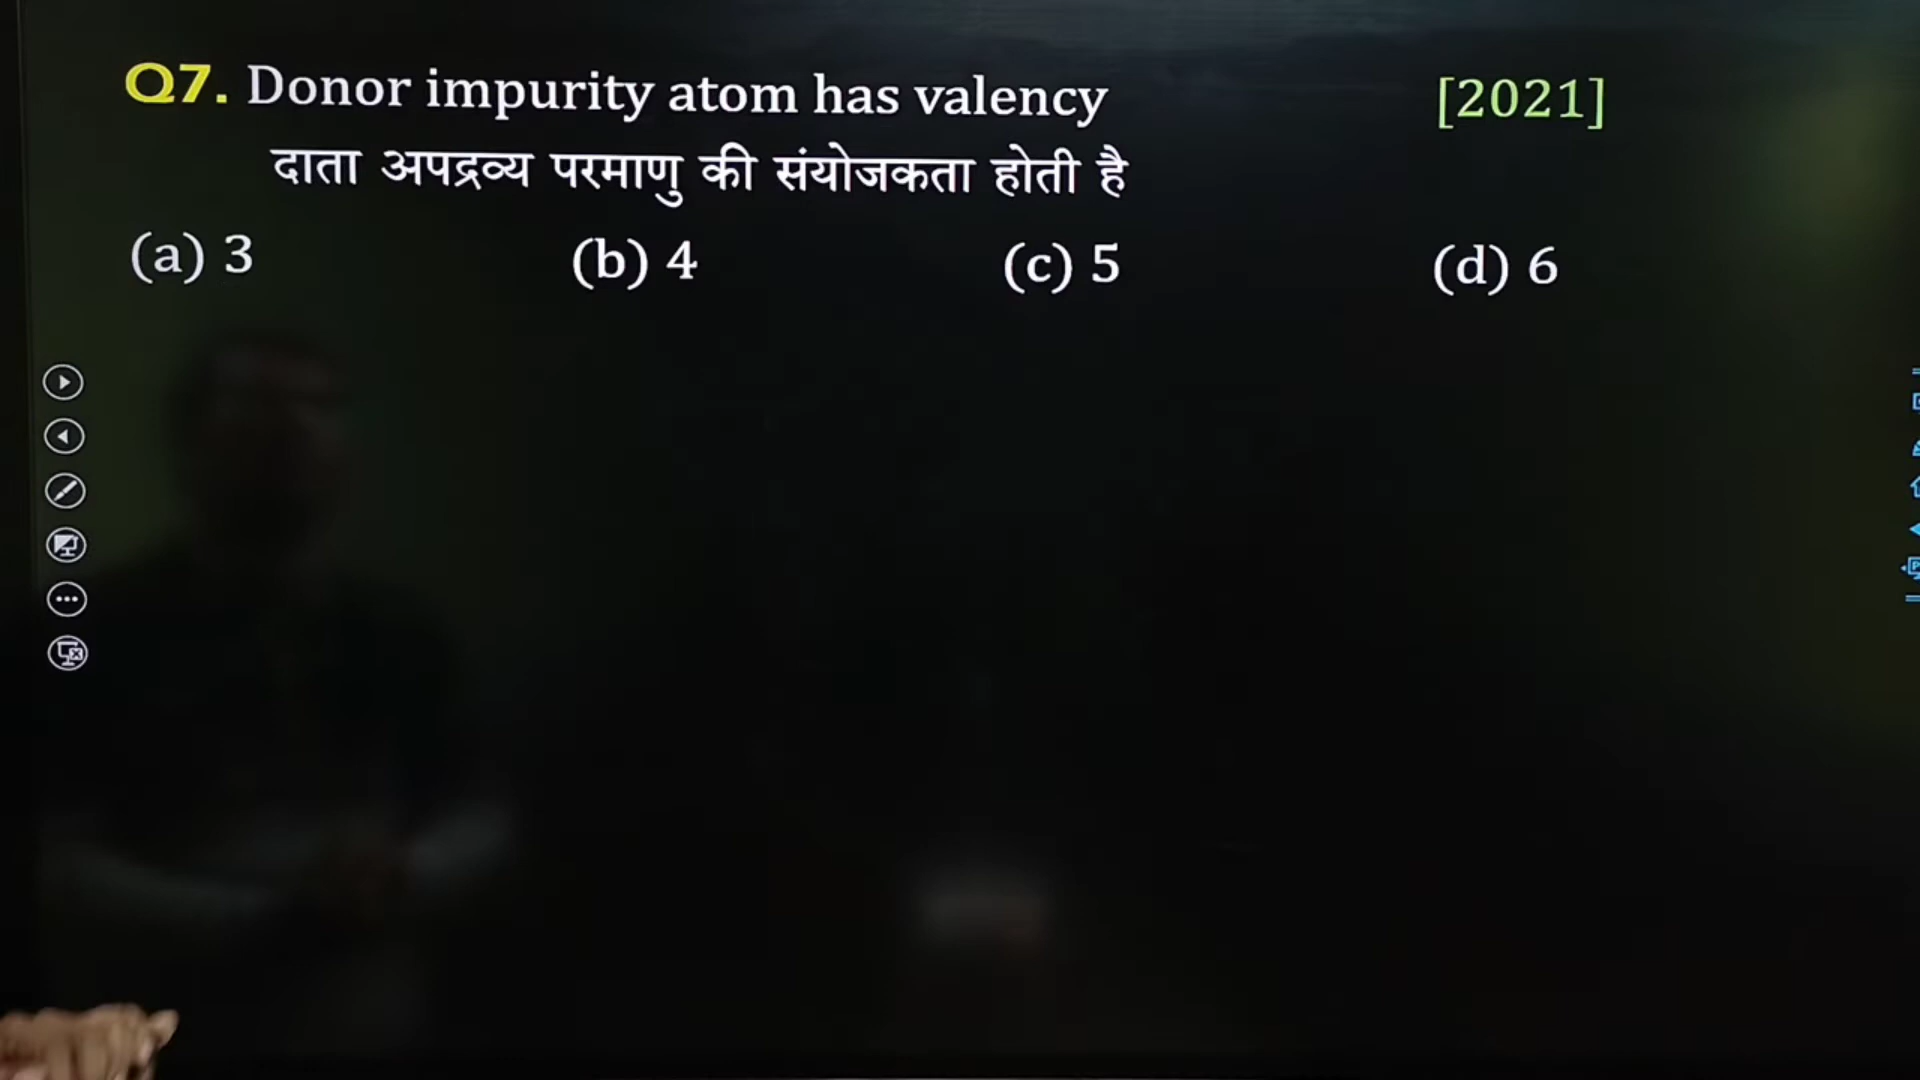 Q7. Donor impurity atom has valency [2021]
दाता अपद्रव्य परमाणु की संयोजकता होती है
(a) 3 (b) 4 (c) 5 (d) 6